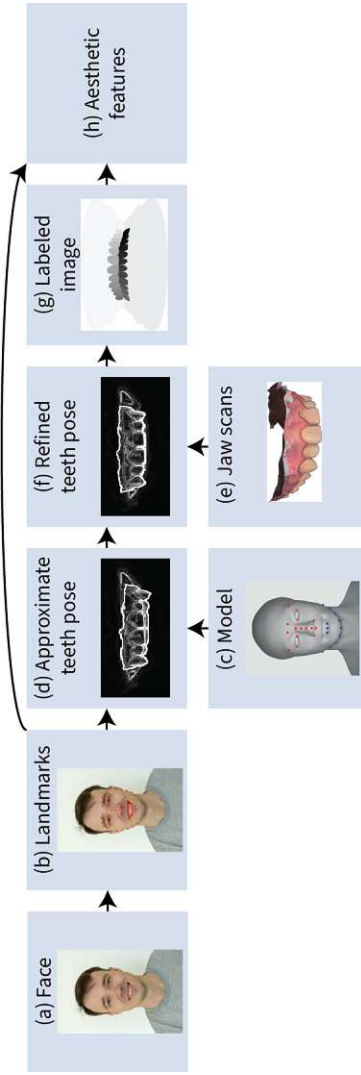 (a) Face
(b) Landmarks
(d) Approximate
teeth pose
(f) Refined
teeth pose
(g) Labeled
image
(h) Aesthetic
features
(c) Model
(e) Jaw scans